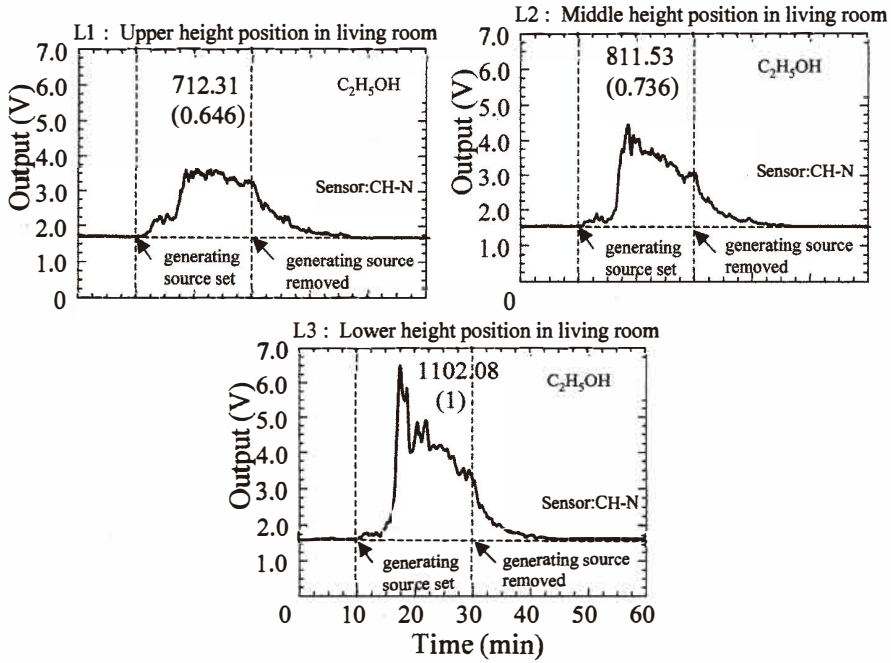 L1 : Upper height position in living room
7.0
6.0
5.0
4.0
3.0
2.0
1.0
0
Output (V)
712.31
(0.646)
C₂H₅OH
Sensor:CH-N
generating
source set
generating source
removed
L2 : Middle height position in living room
7.0
6.0
5.0
4.0
3.0
2.0
1.0
0
Output (V)
811.53
(0.736)
C₂H₅OH
Sensor:CH-N
generating
source set
generating source
removed
L3 : Lower height position in living room
7.0
6.0
5.0
4.0
3.0
2.0
1.0
Output (V)
1102.08
(1)
C₂H₅OH
Sensor:CH-N
generating
source set
generating source
removed
0 10 20 30 40 50 60
Time (min)